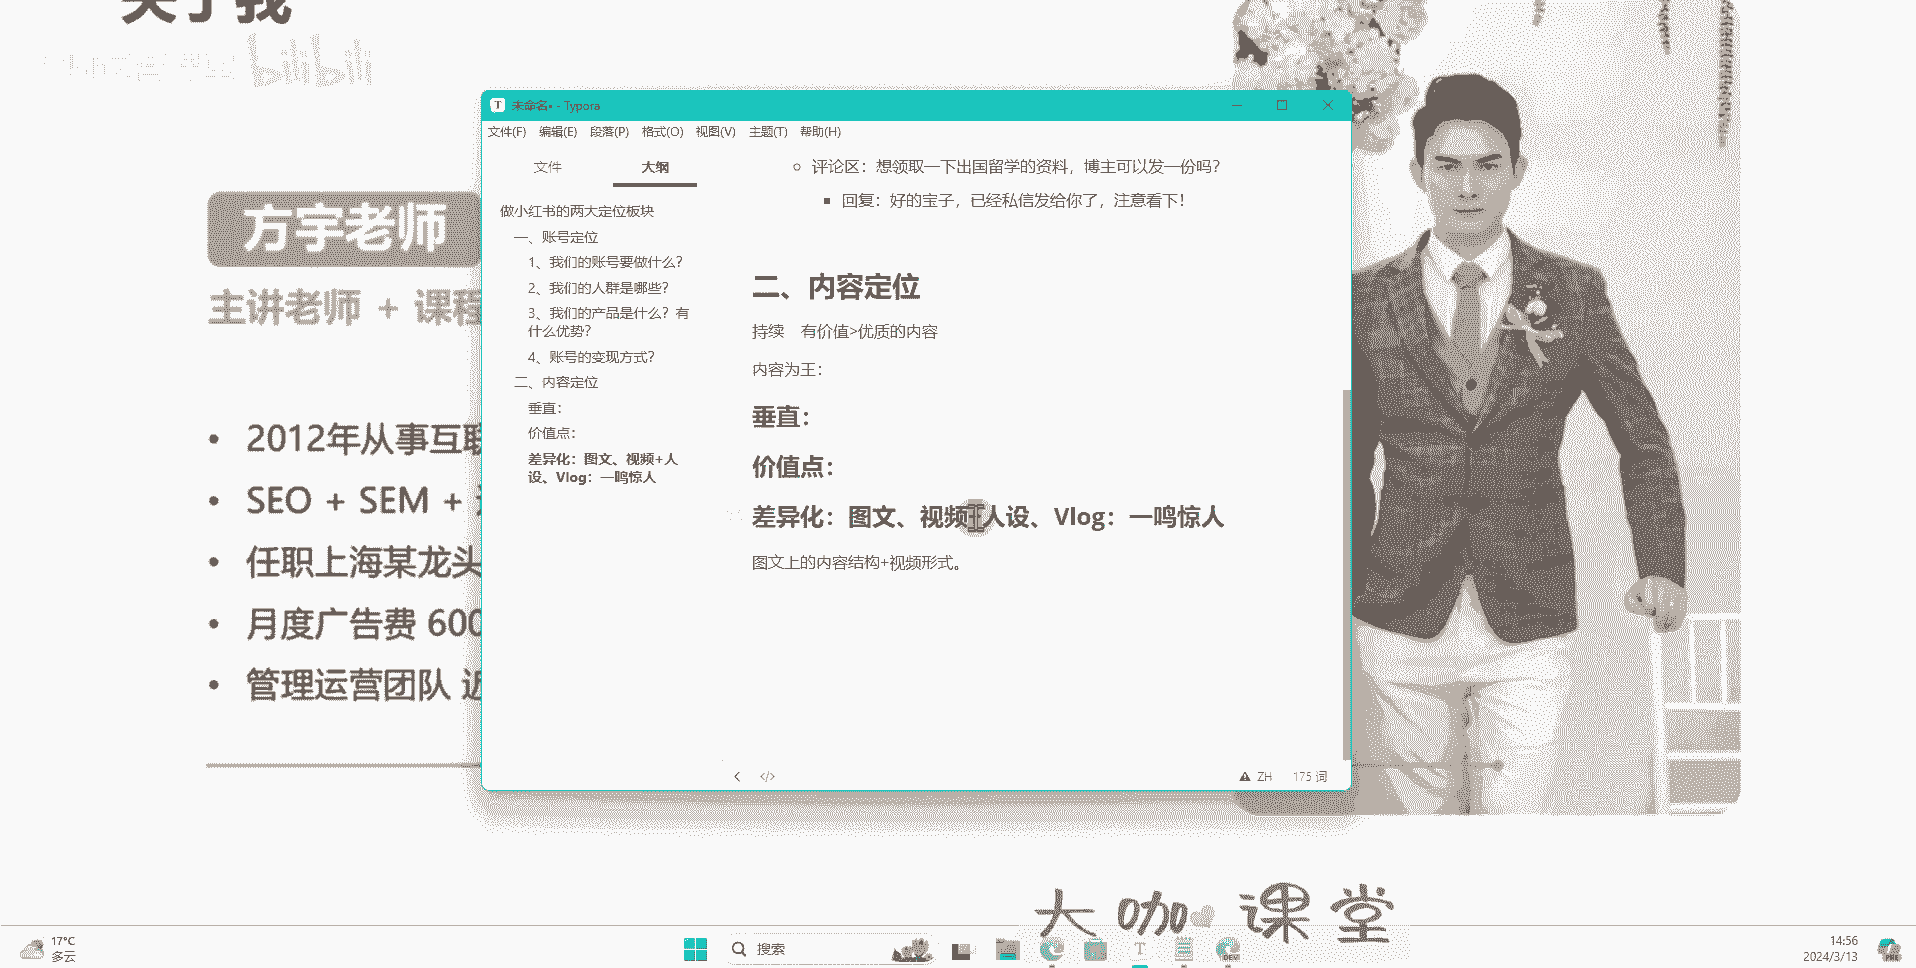 关于我
bilibili
方宇老师
主讲老师 + 课程
2012年从事互联
SEO + SEM +
任职上海某龙头
月度广告费 600
管理运营团队 近
未命名• - Typora
文件(F) 编辑(E) 段落(P) 格式(O) 视图(V) 主题(T) 帮助(H)
文件 大纲
做小红书的两大定位板块
一、账号定位
1、我们的账号要做什么？
2、我们的人群是哪些？
3、我们的产品是什么？有
什么优势？
4、账号的变现方式？
二、内容定位
垂直：
价值点：
差异化：图文、视频+人
设、Vlog：一鸣惊人
评论区：想领取一下出国留学的资料，博主可以发一份吗？
回复：好的宝子，已经私信发给你了，注意看下！
二、内容定位
持续 有价值>优质的内容
内容为王：
垂直：
价值点：
差异化：图文、视频+人设、Vlog：一鸣惊人
图文上的内容结构+视频形式。
ZH 175 词
大咖课堂
17°C
多云
搜索
14:56
2024/3/13